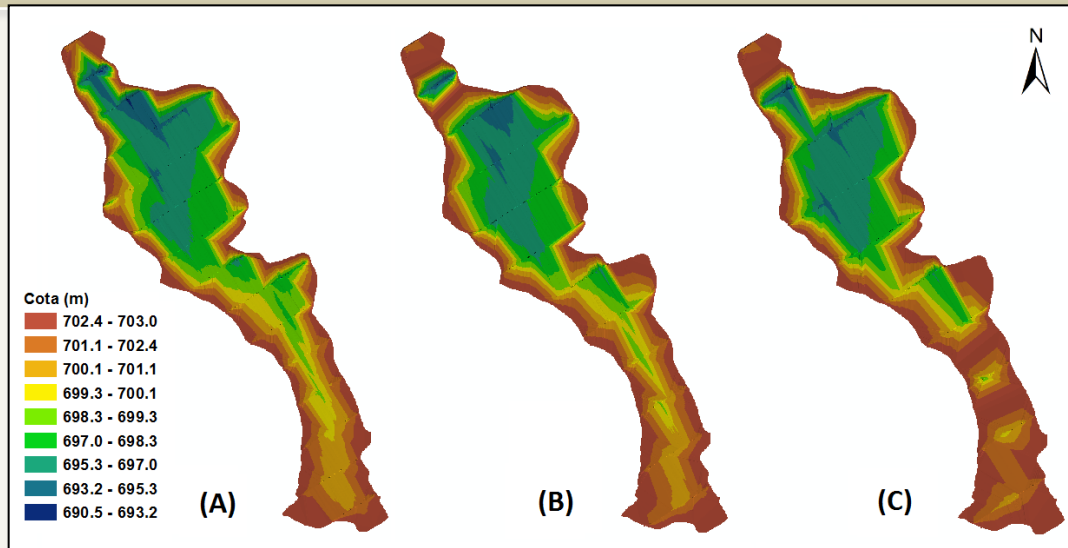 N
Cota (m)
702.4 - 703.0
701.1 - 702.4
700.1 - 701.1
699.3 - 700.1
698.3 - 699.3
697.0 - 698.3
695.3 - 697.0
693.2 - 695.3
690.5 - 693.2
(A)
(B)
(C)